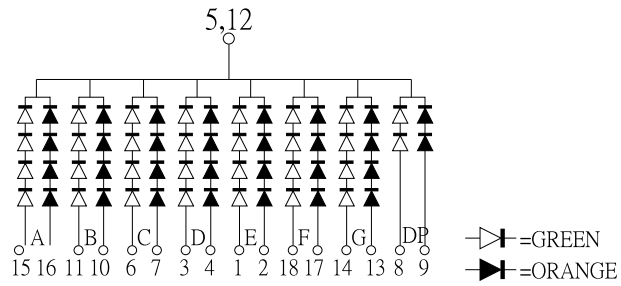 5,12
A B C D E F G DP
15 16 11 10 6 7 3 4 1 2 18 17 14 13 8 9
=GREEN
=ORANGE